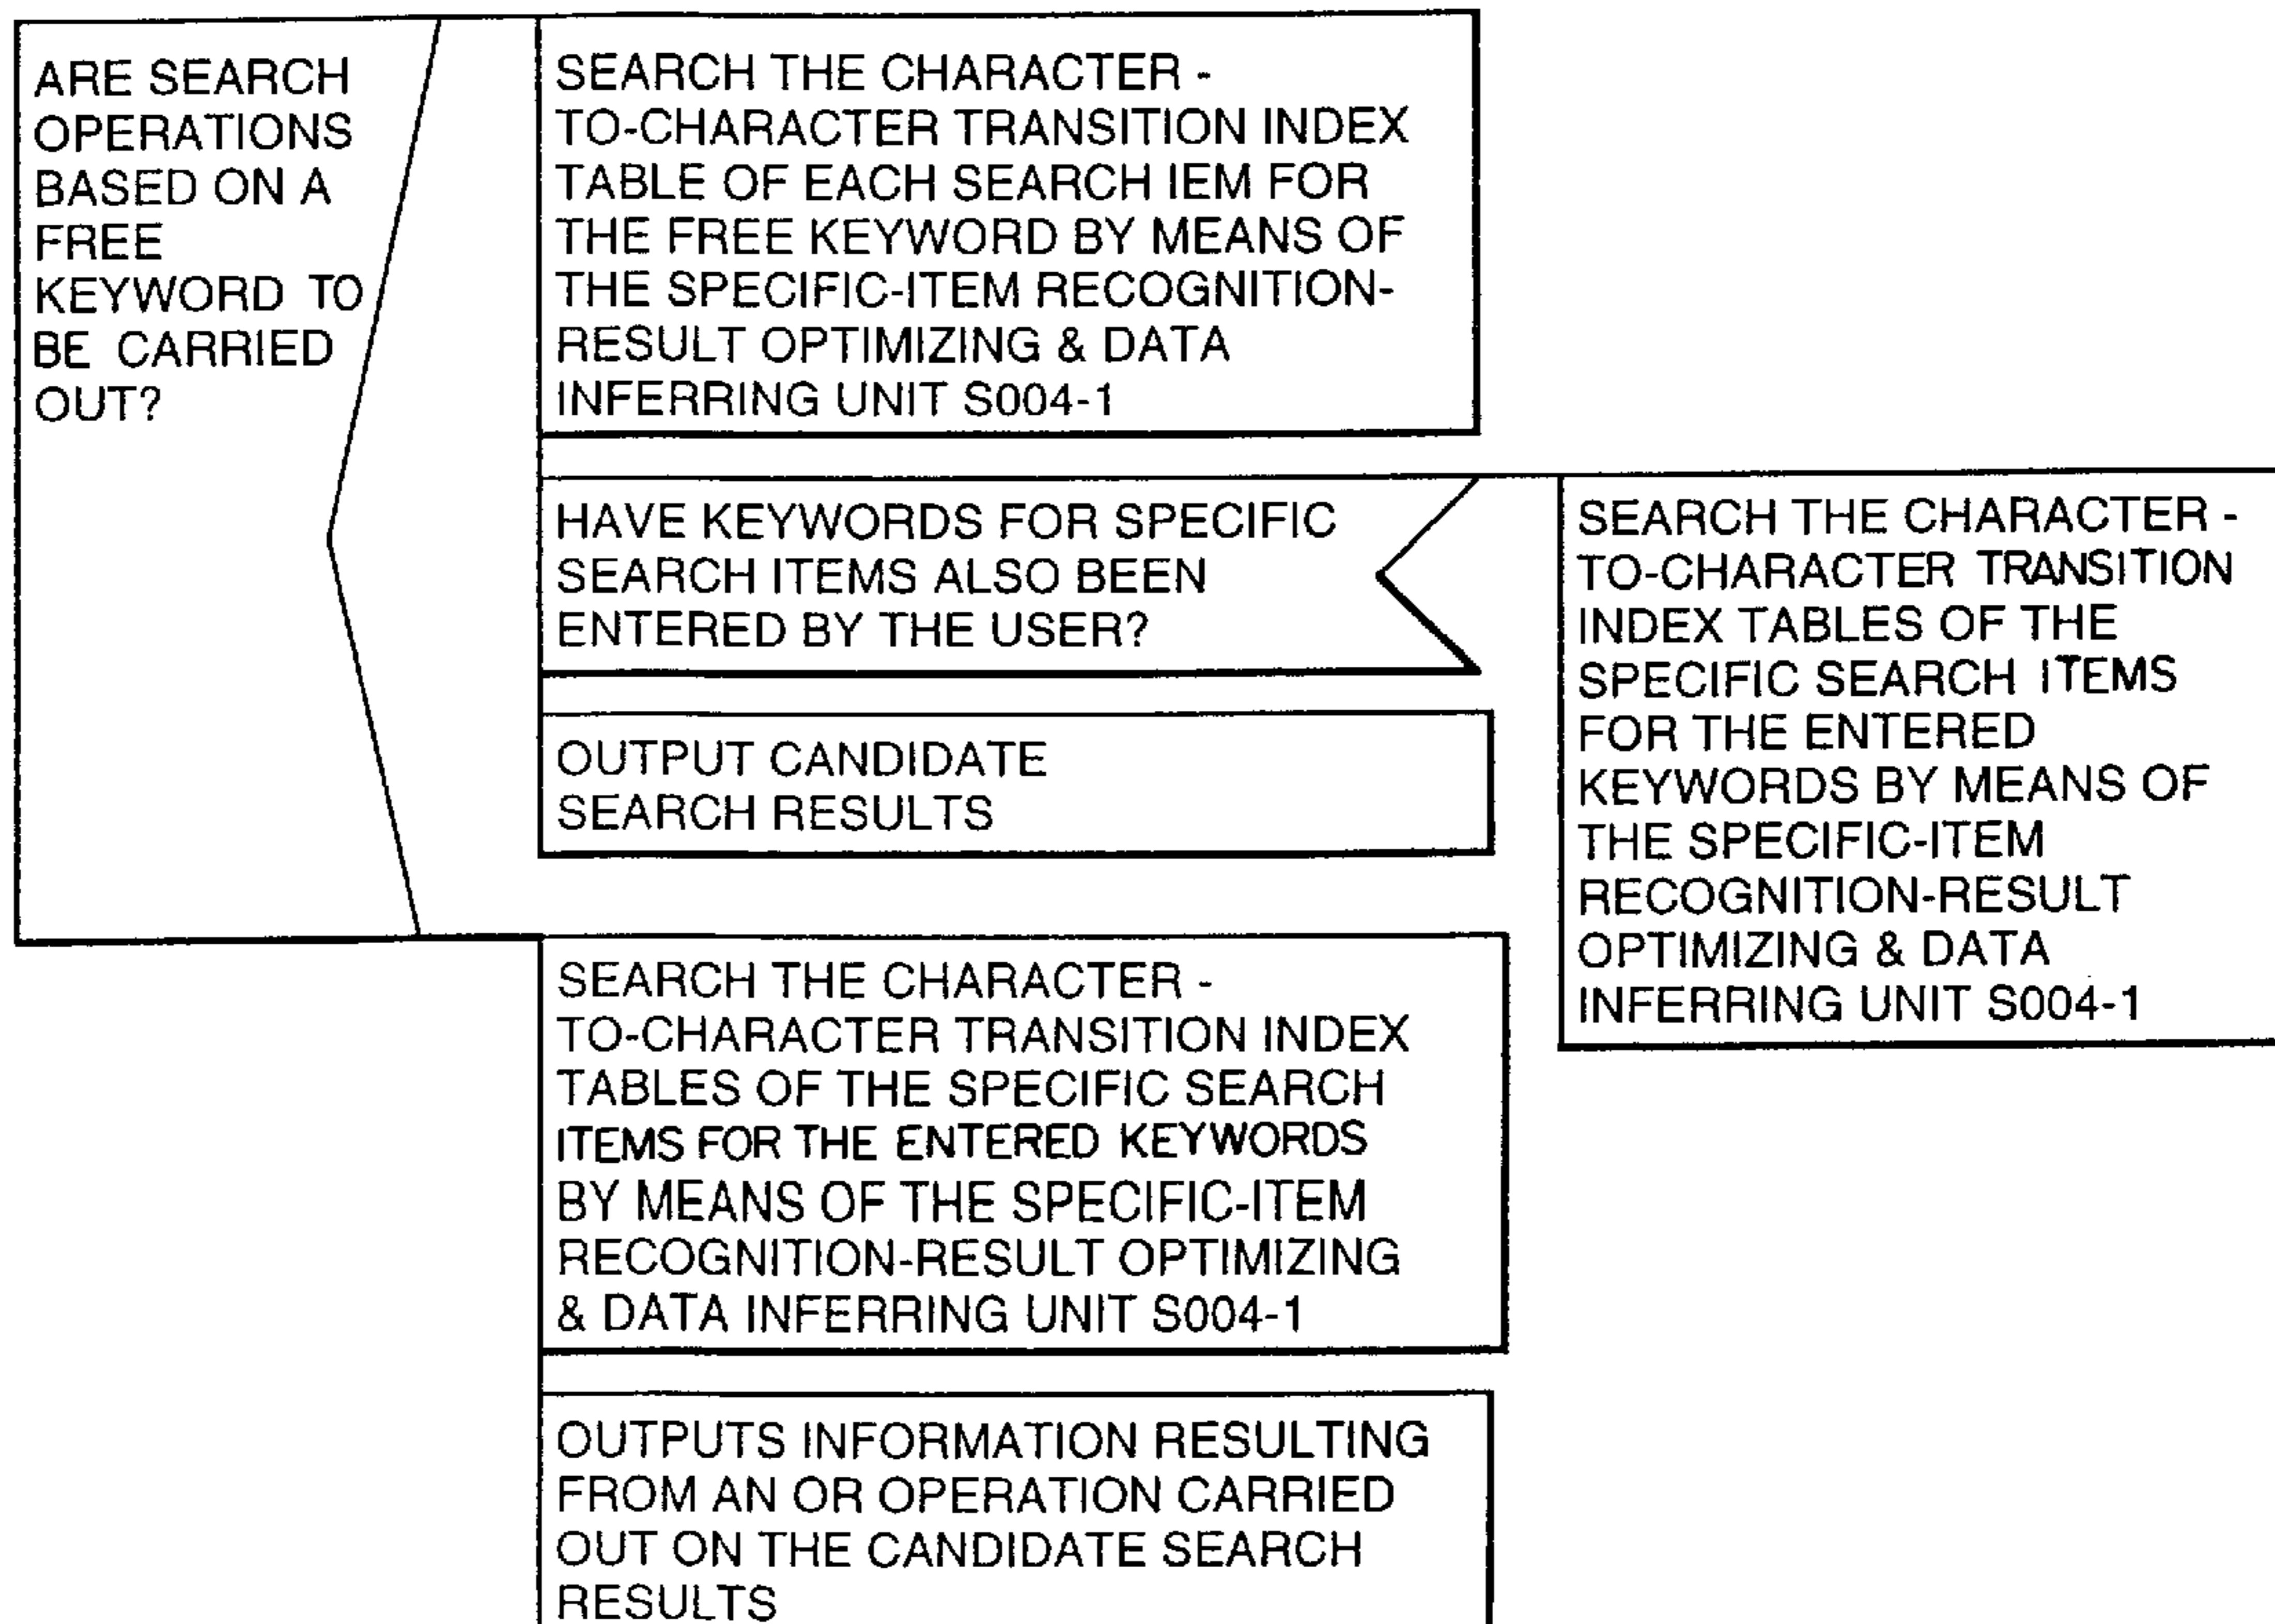 ARE SEARCH
OPERATIONS
BASED ON A
FREE
KEYWORD TO
BE CARRIED
OUT?
SEARCH THE CHARACTER -
TO-CHARACTER TRANSITION INDEX
TABLE OF EACH SEARCH IEM FOR
THE FREE KEYWORD BY MEANS OF
THE SPECIFIC-ITEM RECOGNITION-
RESULT OPTIMIZING & DATA
INFERRING UNIT S004-1
HAVE KEYWORDS FOR SPECIFIC
SEARCH ITEMS ALSO BEEN
ENTERED BY THE USER?
SEARCH THE CHARACTER -
TO-CHARACTER TRANSITION
INDEX TABLES OF THE
SPECIFIC SEARCH ITEMS
FOR THE ENTERED
KEYWORDS BY MEANS OF
THE SPECIFIC-ITEM
RECOGNITION-RESULT
OPTIMIZING & DATA
INFERRING UNIT S004-1
OUTPUT CANDIDATE
SEARCH RESULTS
SEARCH THE CHARACTER -
TO-CHARACTER TRANSITION INDEX
TABLES OF THE SPECIFIC SEARCH
ITEMS FOR THE ENTERED KEYWORDS
BY MEANS OF THE SPECIFIC-ITEM
RECOGNITION-RESULT OPTIMIZING
& DATA INFERRING UNIT S004-1
OUTPUTS INFORMATION RESULTING
FROM AN OR OPERATION CARRIED
OUT ON THE CANDIDATE SEARCH
RESULTS